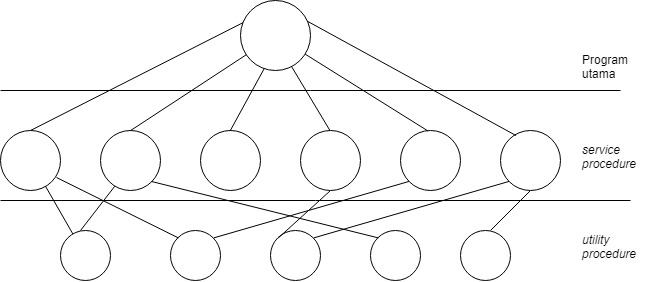 Program
utama
service
procedure
utility
procedure